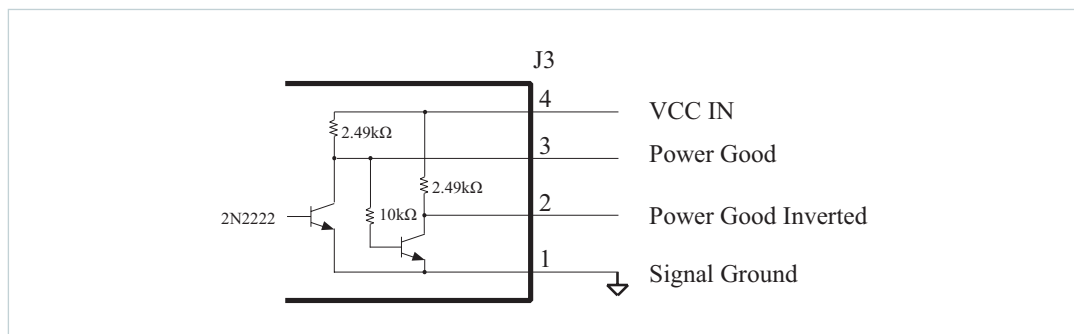 J3
4 VCC IN
2.49kΩ
3 Power Good
2.49kΩ
2N2222 10kΩ 2 Power Good Inverted
1 Signal Ground